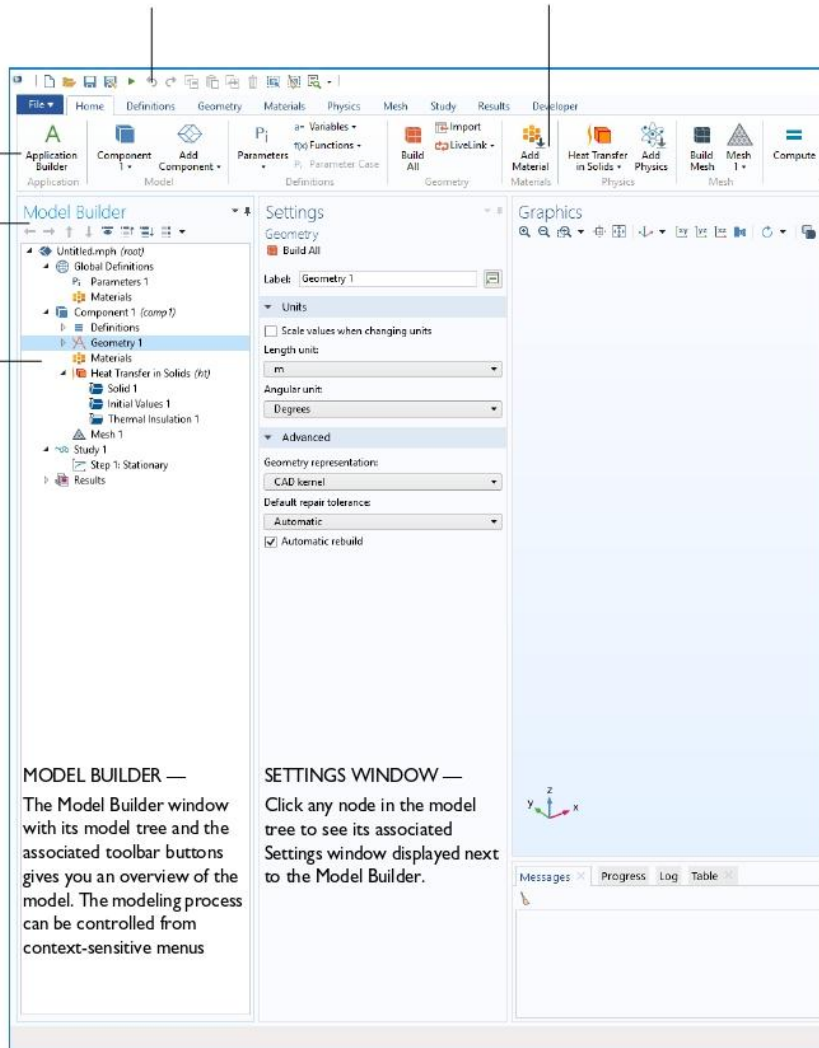 File
Home Definitions Geometry Materials Physics Mesh Study Results Developer
Application Builder
Application
Component 1
Add Component
Model
Pi
Parameters
a= Variables
f(x) Functions
Pi Parameter Case
Definitions
Build All
Import
LiveLink
Geometry
Add Material
Materials
Heat Transfer in Solids
Add Physics
Physics
Build Mesh
Mesh 1
Mesh
Compute
Model Builder
Untitled.mph (root)
Global Definitions
Pi Parameters 1
Materials
Component 1 (comp1)
Definitions
Geometry 1
Materials
Heat Transfer in Solids (ht)
Solid 1
Initial Values 1
Thermal Insulation 1
Mesh 1
Study 1
Step 1: Stationary
Results
MODEL BUILDER —
The Model Builder window
with its model tree and the
associated toolbar buttons
gives you an overview of the
model. The modeling process
can be controlled from
context-sensitive menus
Settings
Geometry
Build All
Label: Geometry 1
Units
Scale values when changing units
Length unit:
m
Angular unit:
Degrees
Advanced
Geometry representation:
CAD kernel
Default repair tolerance:
Automatic
Automatic rebuild
SETTINGS WINDOW —
Click any node in the model
tree to see its associated
Settings window displayed next
to the Model Builder.
Graphics
z
y
x
Messages Progress Log Table